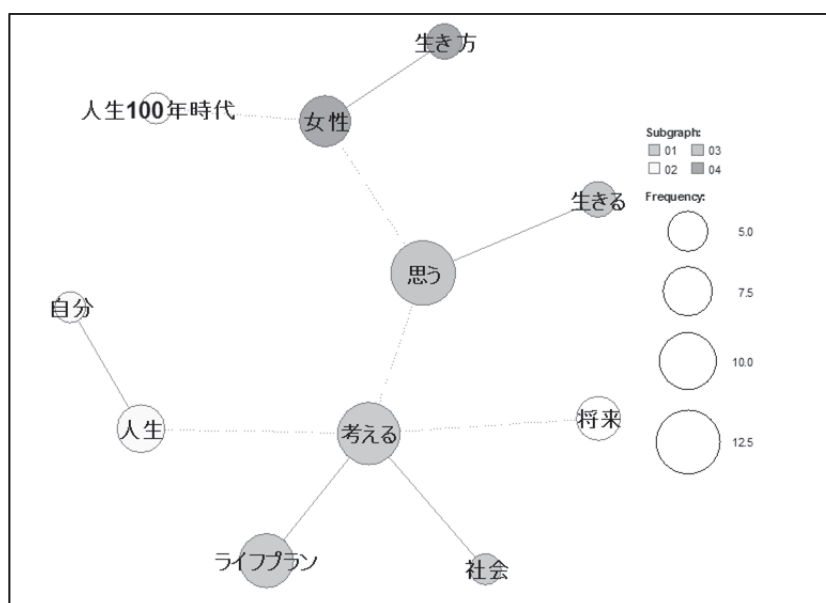 生き方
人生100年時代
女性
Subgraph:
01 03
02 04
生きる
Frequency:
5.0
思う
7.5
自分
10.0
人生
考える
将来
12.5
ライフプラン
社会